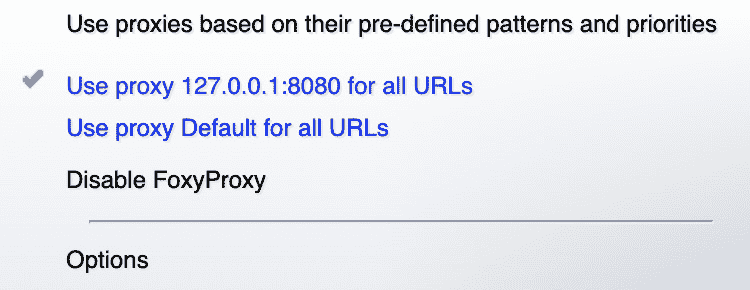 Use proxies based on their pre-defined patterns and priorities
Use proxy 127.0.0.1:8080 for all URLs
Use proxy Default for all URLs
Disable FoxyProxy
Options